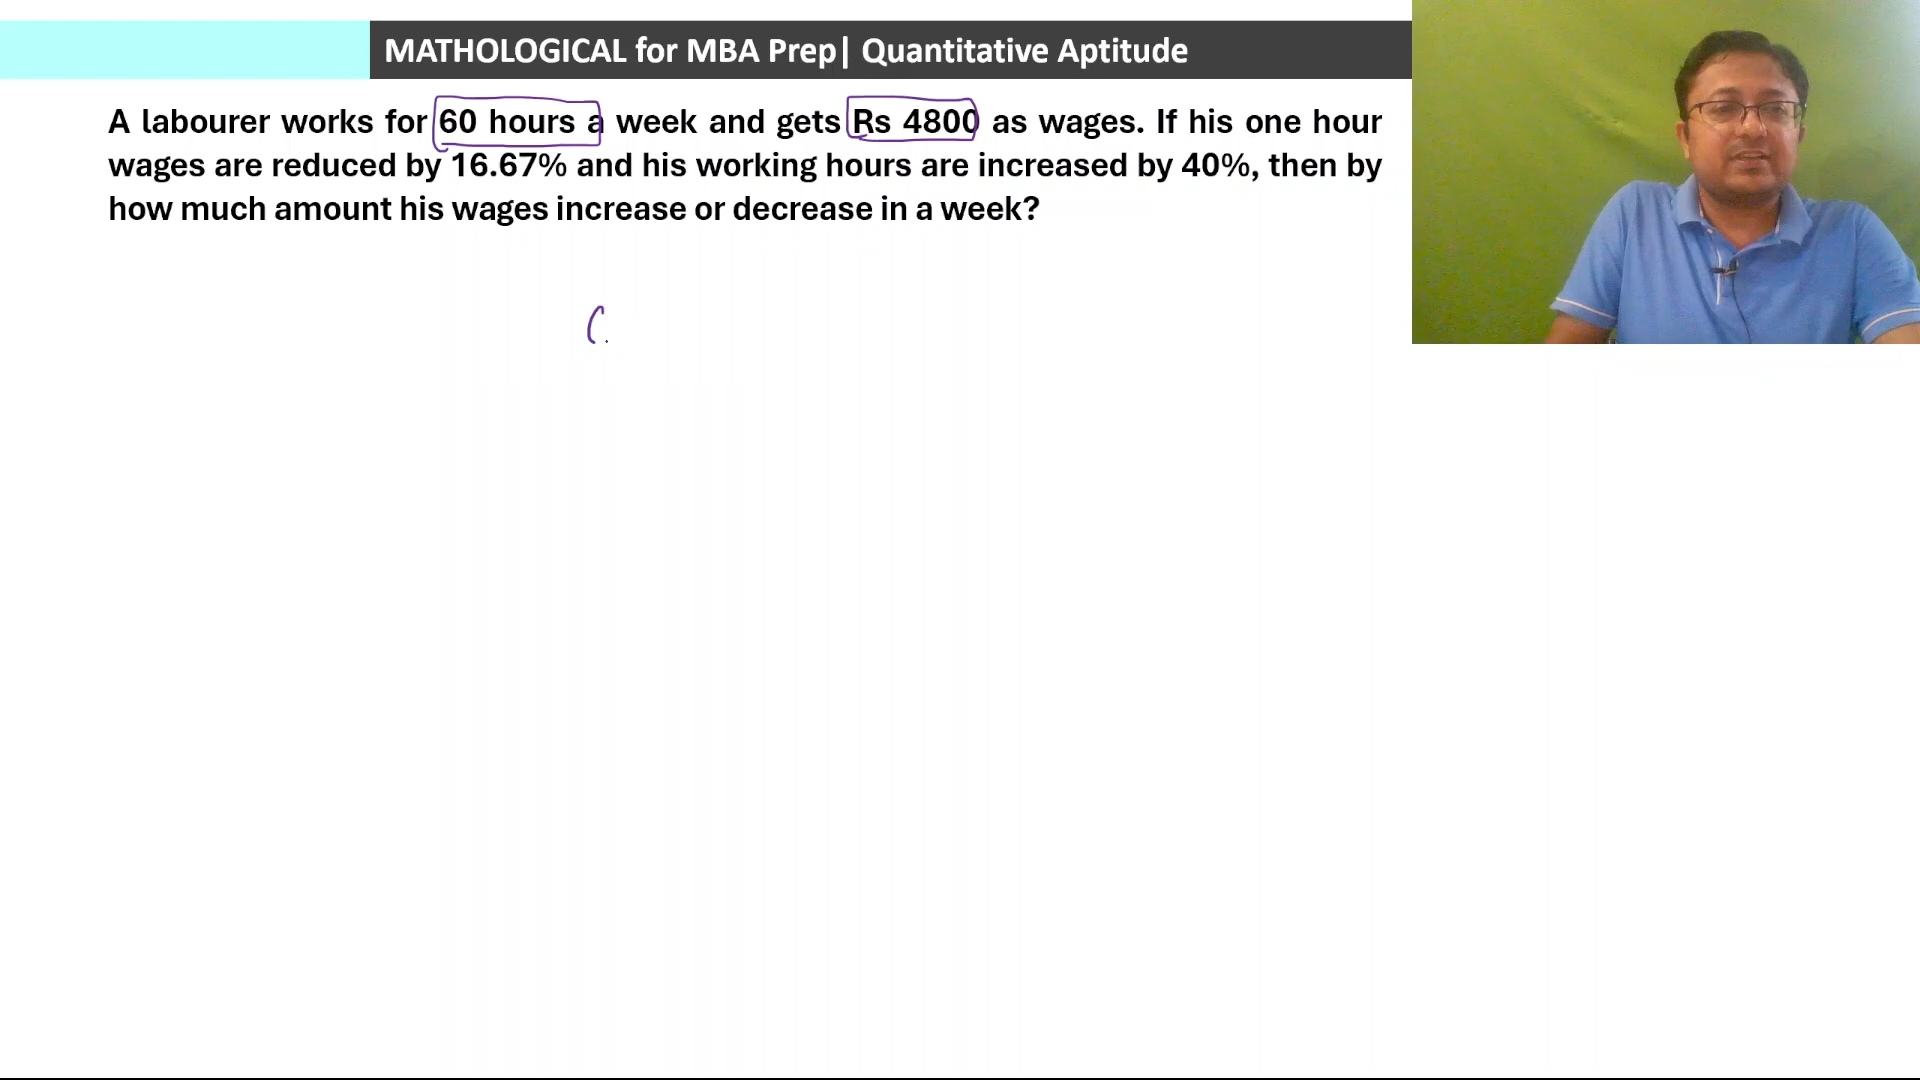 MATHOLOGICAL for MBA Prep| Quantitative Aptitude
A labourer works for 60 hours a week and gets Rs 4800 as wages. If his one hour
wages are reduced by 16.67% and his working hours are increased by 40%, then by
how much amount his wages increase or decrease in a week?
(